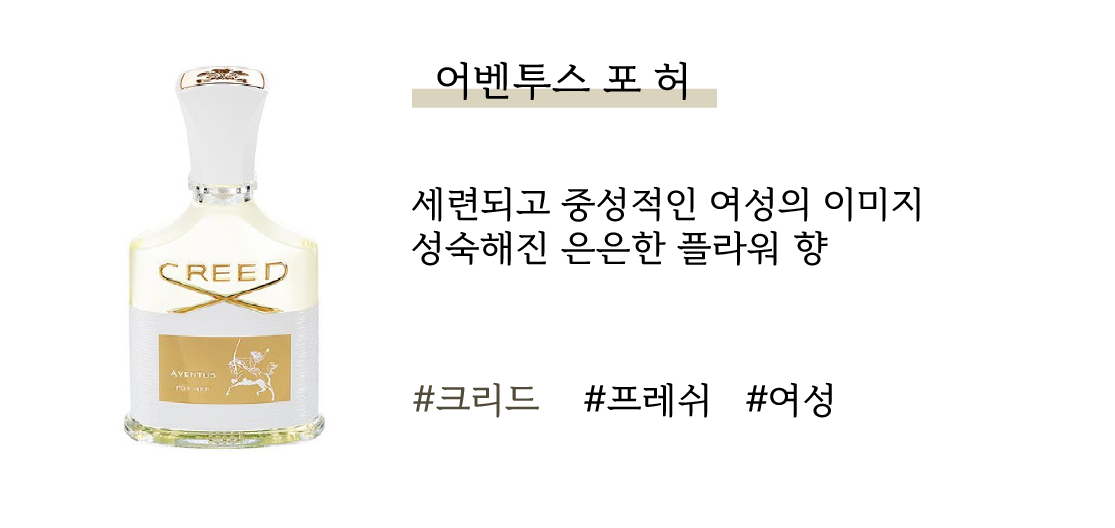 어벤투스 포 허
세련되고 중성적인 여성의 이미지
성숙해진 은은한 플라워 향
#크리드 #프레쉬 #여성
CREED
AVENTUS
FOR HER